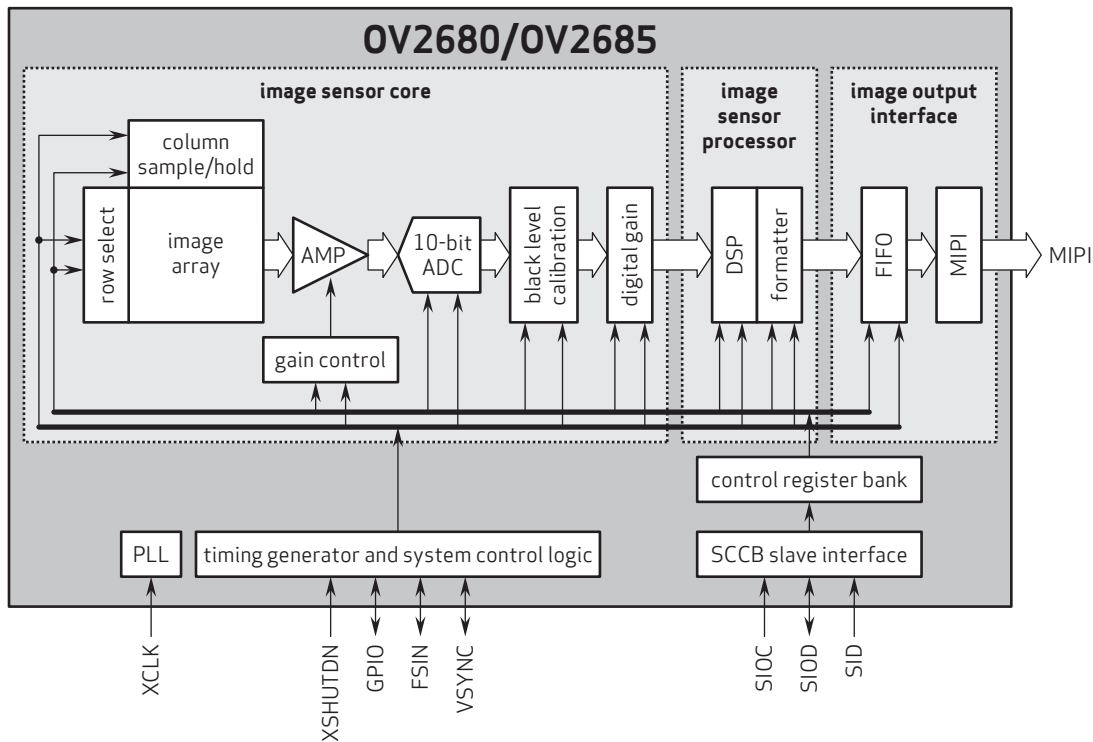 OV2680/OV2685
image sensor core
image
sensor
processor
image output
interface
column
sample/hold
row select
image
array
AMP
10-bit
ADC
black level
calibration
digital gain
DSP
formatter
FIFO
MIPI
MIPI
gain control
control register bank
PLL
timing generator and system control logic
SCCB slave interface
XCLK
XSHUTDN
GPIO
FSIN
VSYNC
SIOC
SIOD
SID